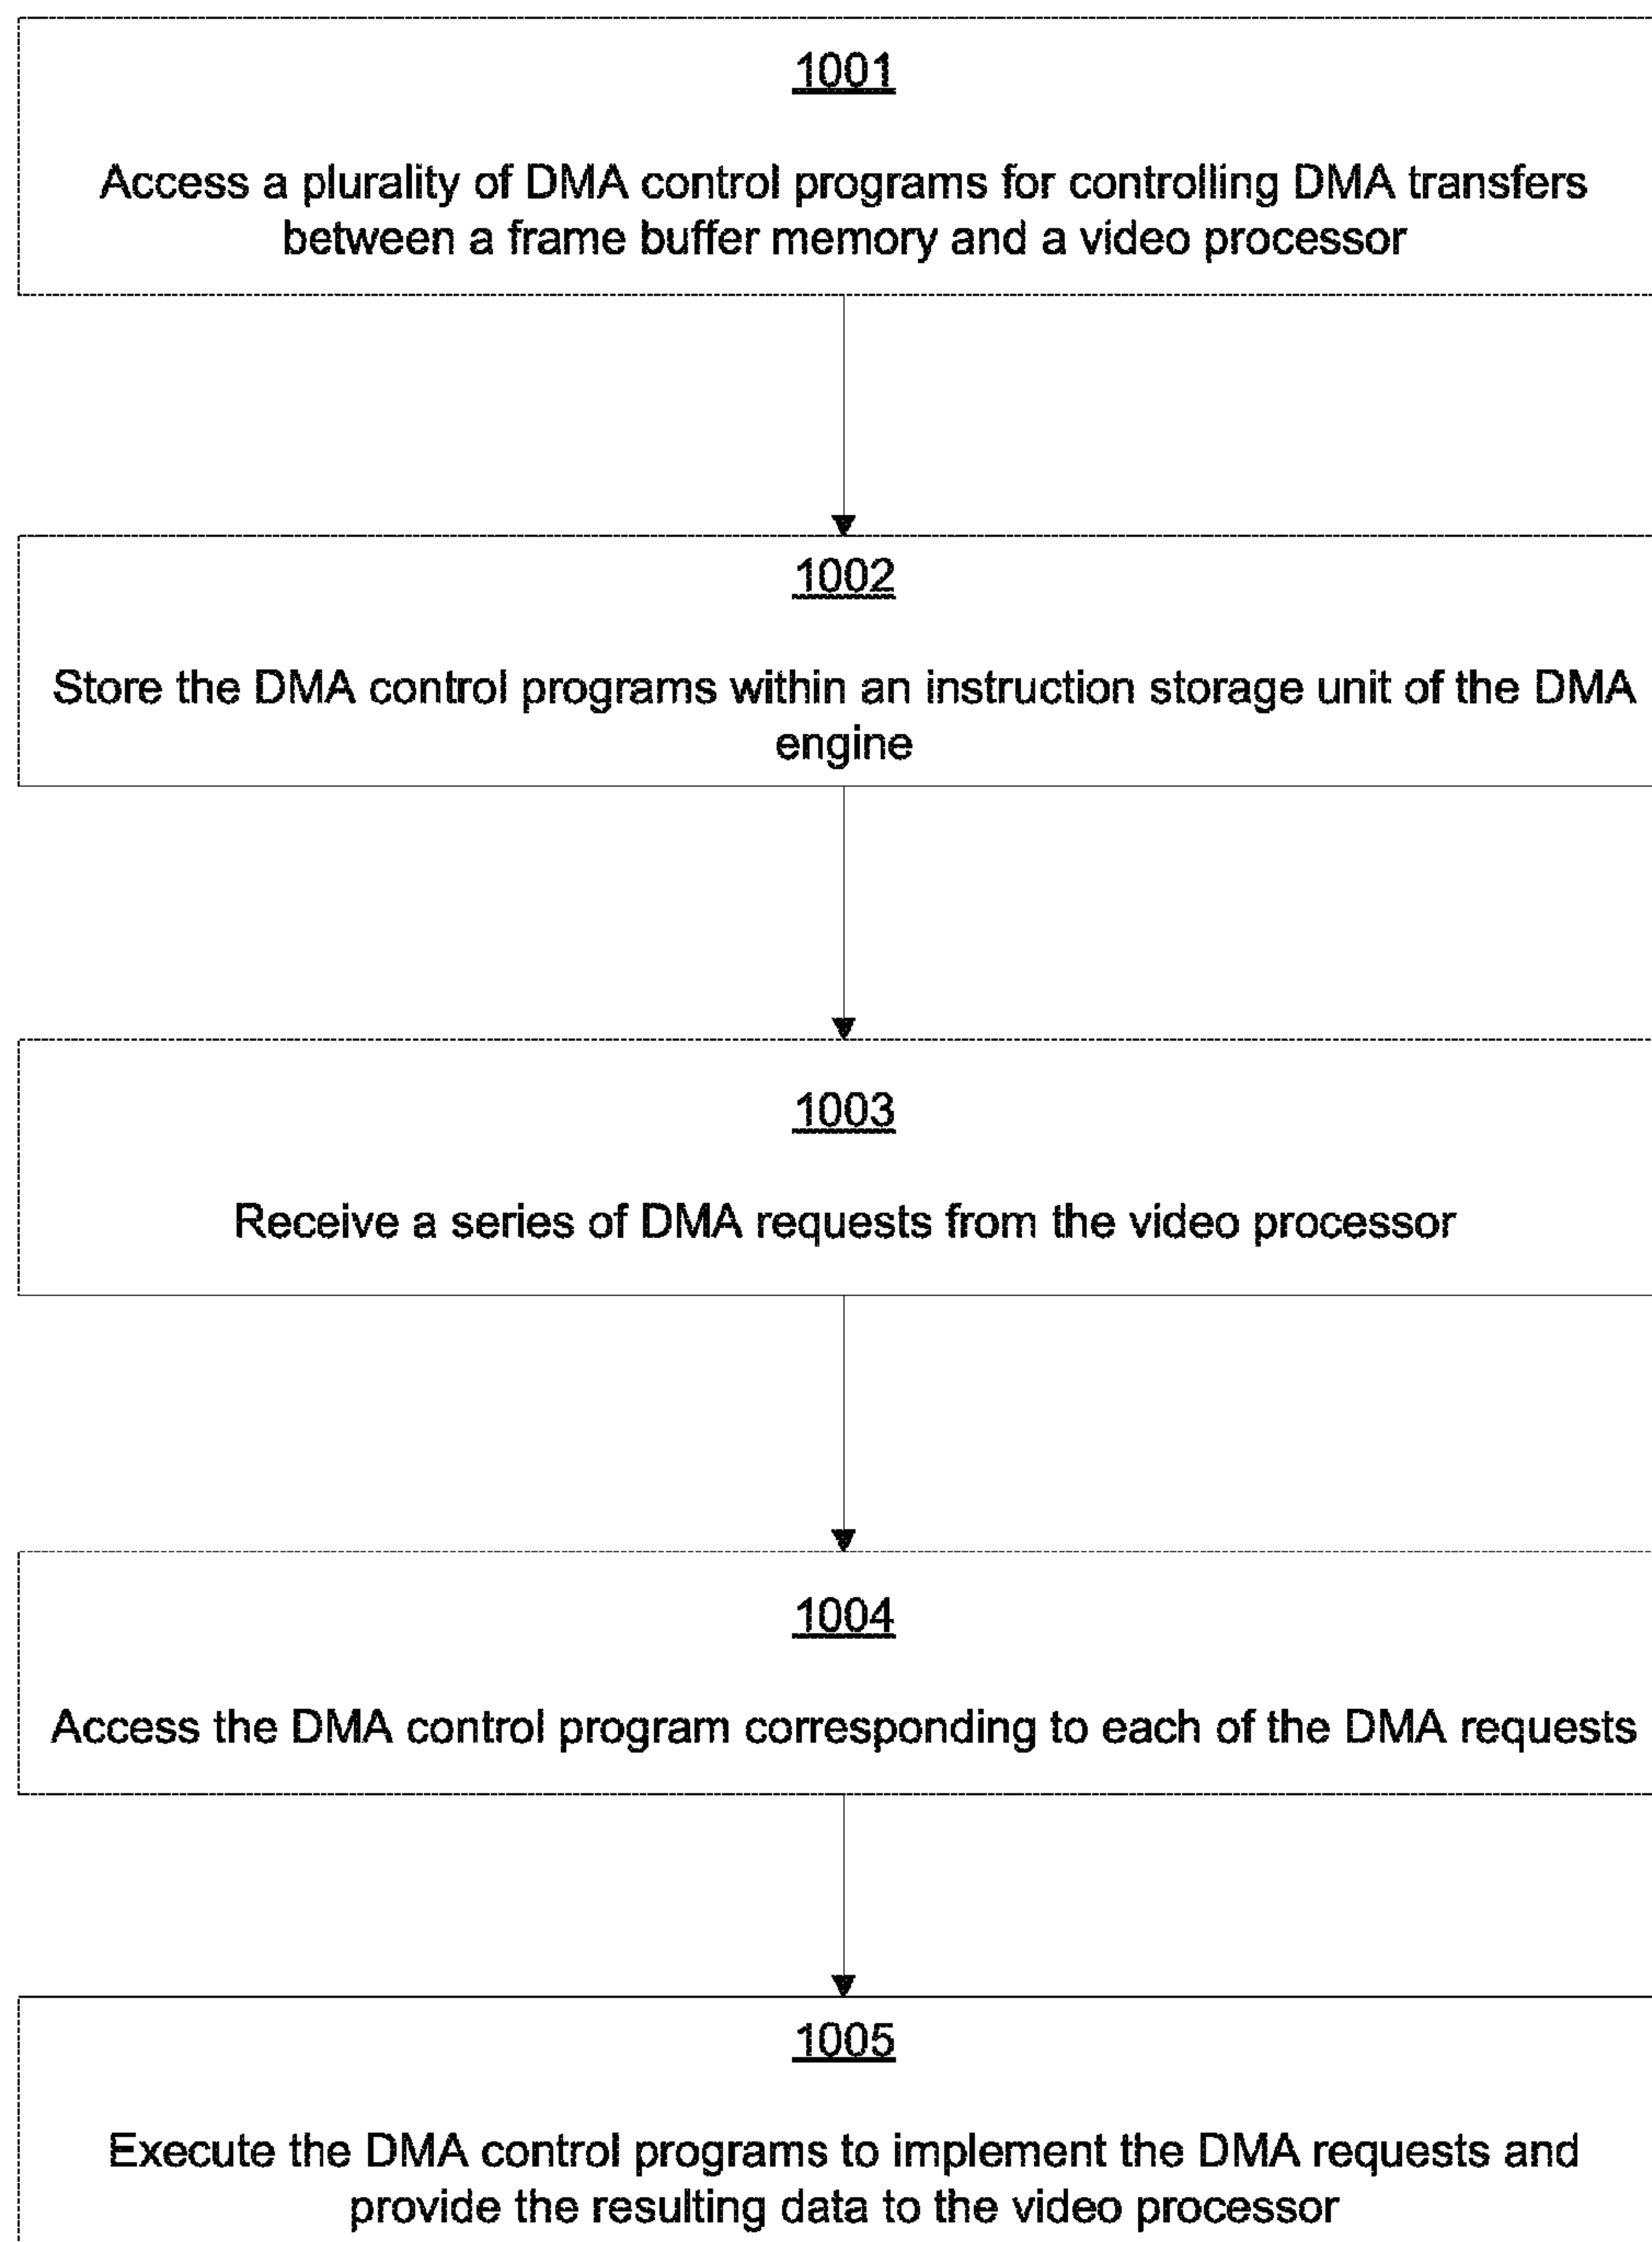 1001
Access a plurality of DMA control programs for controlling DMA transfers
between a frame buffer memory and a video processor
1002
Store the DMA control programs within an instruction storage unit of the DMA
engine
1003
Receive a series of DMA requests from the video processor
1004
Access the DMA control program corresponding to each of the DMA requests
1005
Execute the DMA control programs to implement the DMA requests and
provide the resulting data to the video processor